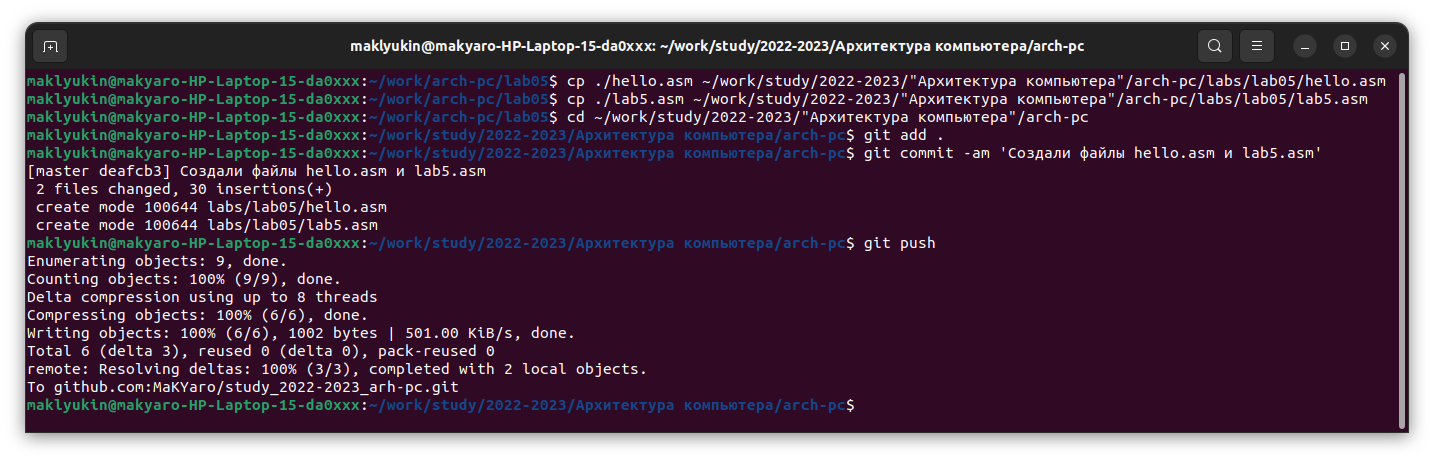 maklyukin@makyaro-HP-Laptop-15-da0xxx: ~/work/study/2022-2023/Архитектура компьютера/arch-pc
maklyukin@makyaro-HP-Laptop-15-da0xxx:~/work/arch-pc/lab05$ cp ./hello.asm ~/work/study/2022-2023/"Архитектура компьютера"/arch-pc/labs/lab05/hello.asm
maklyukin@makyaro-HP-Laptop-15-da0xxx:~/work/arch-pc/lab05$ cp ./lab5.asm ~/work/study/2022-2023/"Архитектура компьютера"/arch-pc/labs/lab05/lab5.asm
maklyukin@makyaro-HP-Laptop-15-da0xxx:~/work/arch-pc/lab05$ cd ~/work/study/2022-2023/"Архитектура компьютера"/arch-pc
maklyukin@makyaro-HP-Laptop-15-da0xxx:~/work/study/2022-2023/Архитектура компьютера/arch-pc$ git add .
maklyukin@makyaro-HP-Laptop-15-da0xxx:~/work/study/2022-2023/Архитектура компьютера/arch-pc$ git commit -am 'Создали файлы hello.asm и lab5.asm'
[master deafcb3] Создали файлы hello.asm и lab5.asm
 2 files changed, 30 insertions(+)
 create mode 100644 labs/lab05/hello.asm
 create mode 100644 labs/lab05/lab5.asm
maklyukin@makyaro-HP-Laptop-15-da0xxx:~/work/study/2022-2023/Архитектура компьютера/arch-pc$ git push
Enumerating objects: 9, done.
Counting objects: 100% (9/9), done.
Delta compression using up to 8 threads
Compressing objects: 100% (6/6), done.
Writing objects: 100% (6/6), 1002 bytes | 501.00 KiB/s, done.
Total 6 (delta 3), reused 0 (delta 0), pack-reused 0
remote: Resolving deltas: 100% (3/3), completed with 2 local objects.
To github.com:MaKYaro/study_2022-2023_arh-pc.git
maklyukin@makyaro-HP-Laptop-15-da0xxx:~/work/study/2022-2023/Архитектура компьютера/arch-pc$